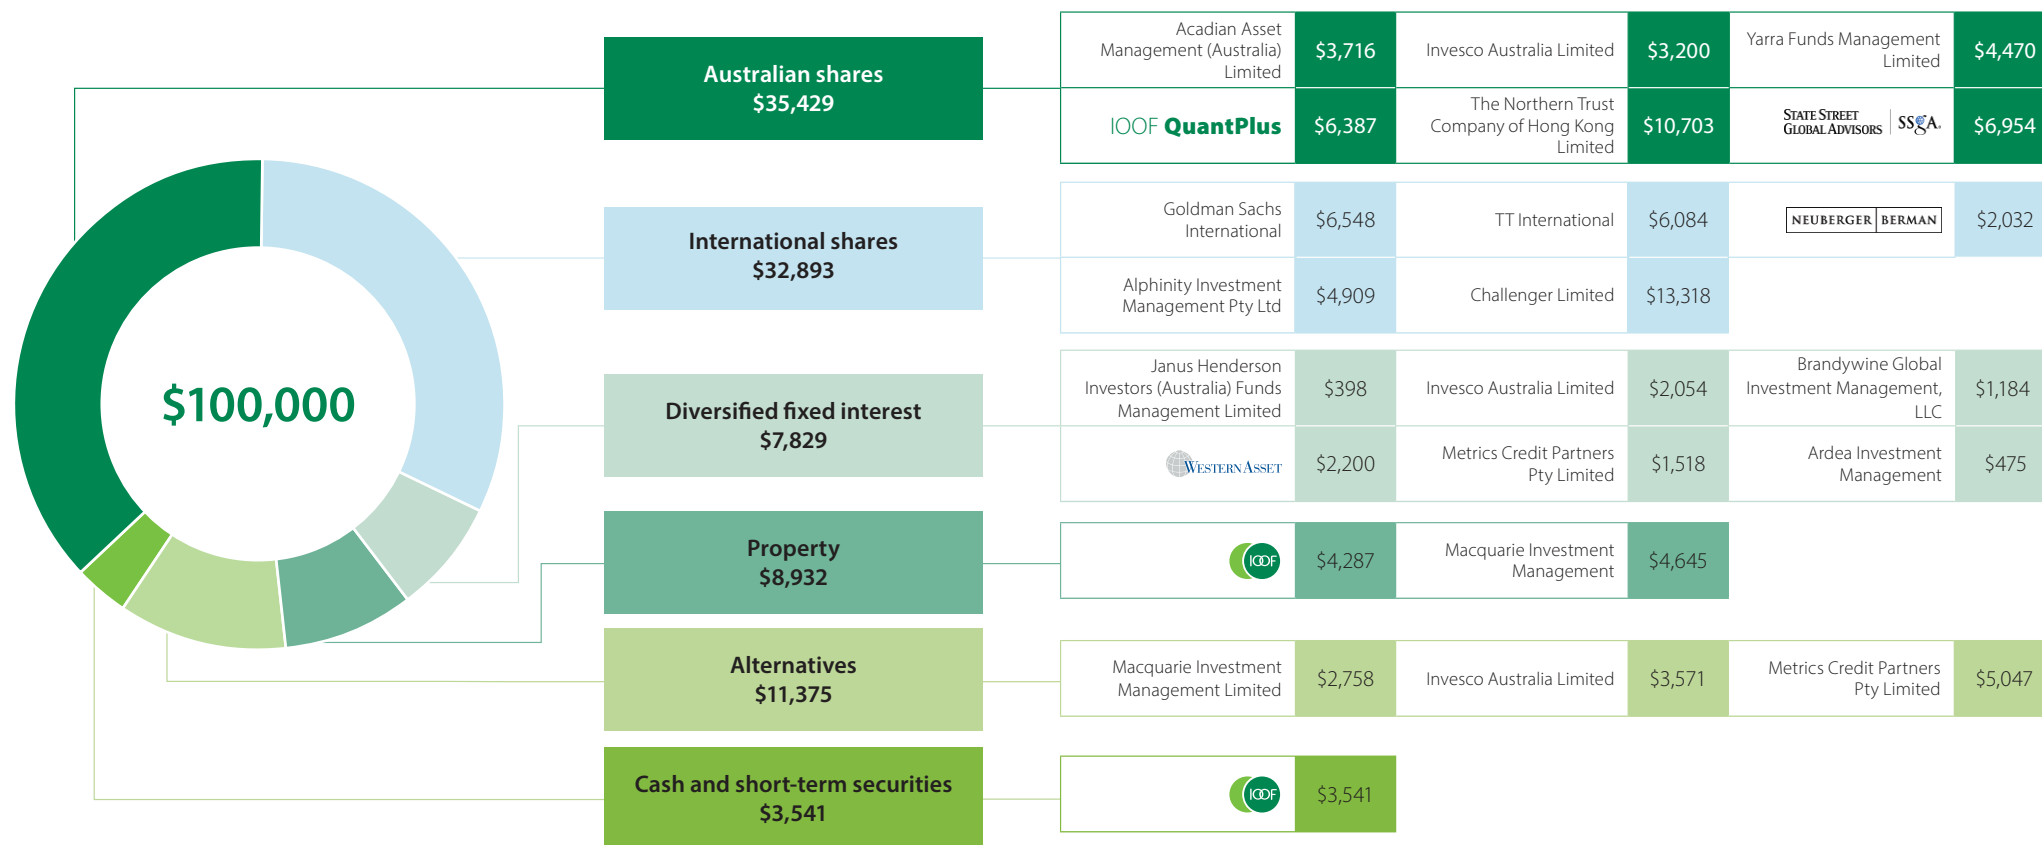 $100,000
Australian shares
$35,429
Acadian Asset
Management (Australia)
Limited
$3,716
Invesco Australia Limited
$3,200
Yarra Funds Management
Limited
$4,470
IOOF QuantPlus
$6,387
The Northern Trust
Company of Hong Kong
Limited
$10,703
STATE STREET
GLOBAL ADVISORS
SSgA.
$6,954
International shares
$32,893
Goldman Sachs
International
$6,548
TT International
$6,084
NEUBERGER BERMAN
$2,032
Alphinity Investment
Management Pty Ltd
$4,909
Challenger Limited
$13,318
Diversified fixed interest
$7,829
Janus Henderson
Investors (Australia) Funds
Management Limited
$398
Invesco Australia Limited
$2,054
Brandywine Global
Investment Management,
LLC
$1,184
WESTERN ASSET
$2,200
Metrics Credit Partners
Pty Limited
$1,518
Ardea Investment
Management
$475
Property
$8,932
IOOF
$4,287
Macquarie Investment
Management
$4,645
Alternatives
$11,375
Macquarie Investment
Management Limited
$2,758
Invesco Australia Limited
$3,571
Metrics Credit Partners
Pty Limited
$5,047
Cash and short-term securities
$3,541
IOOF
$3,541